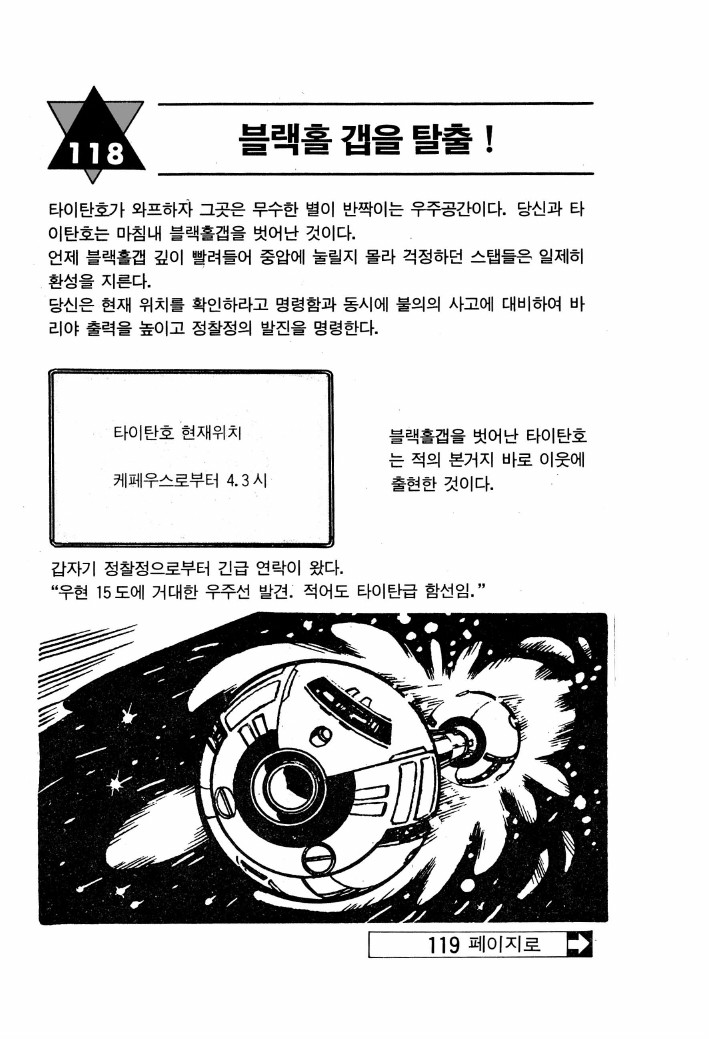 118
블랙홀 갭을 탈출 !
타이탄호가 와프하자 그곳은 무수한 별이 반짝이는 우주공간이다. 당신과 타
이탄호는 마침내 블랙홀갭을 벗어난 것이다.
언제 블랙홀갭 깊이 빨려들어 중압에 눌릴지 몰라 걱정하던 스탭들은 일제히
환성을 지른다.
당신은 현재 위치를 확인하라고 명령함과 동시에 불의의 사고에 대비하여 바
리야 출력을 높이고 정찰정의 발진을 명령한다.
타이탄호 현재위치
케페우스로부터 4.3시
블랙홀갭을 벗어난 타이탄호
는 적의 본거지 바로 이웃에
출현한 것이다.
갑자기 정찰정으로부터 긴급 연락이 왔다.
“우현 15도에 거대한 우주선 발견. 적어도 타이탄급 함선임.”
119 페이지로